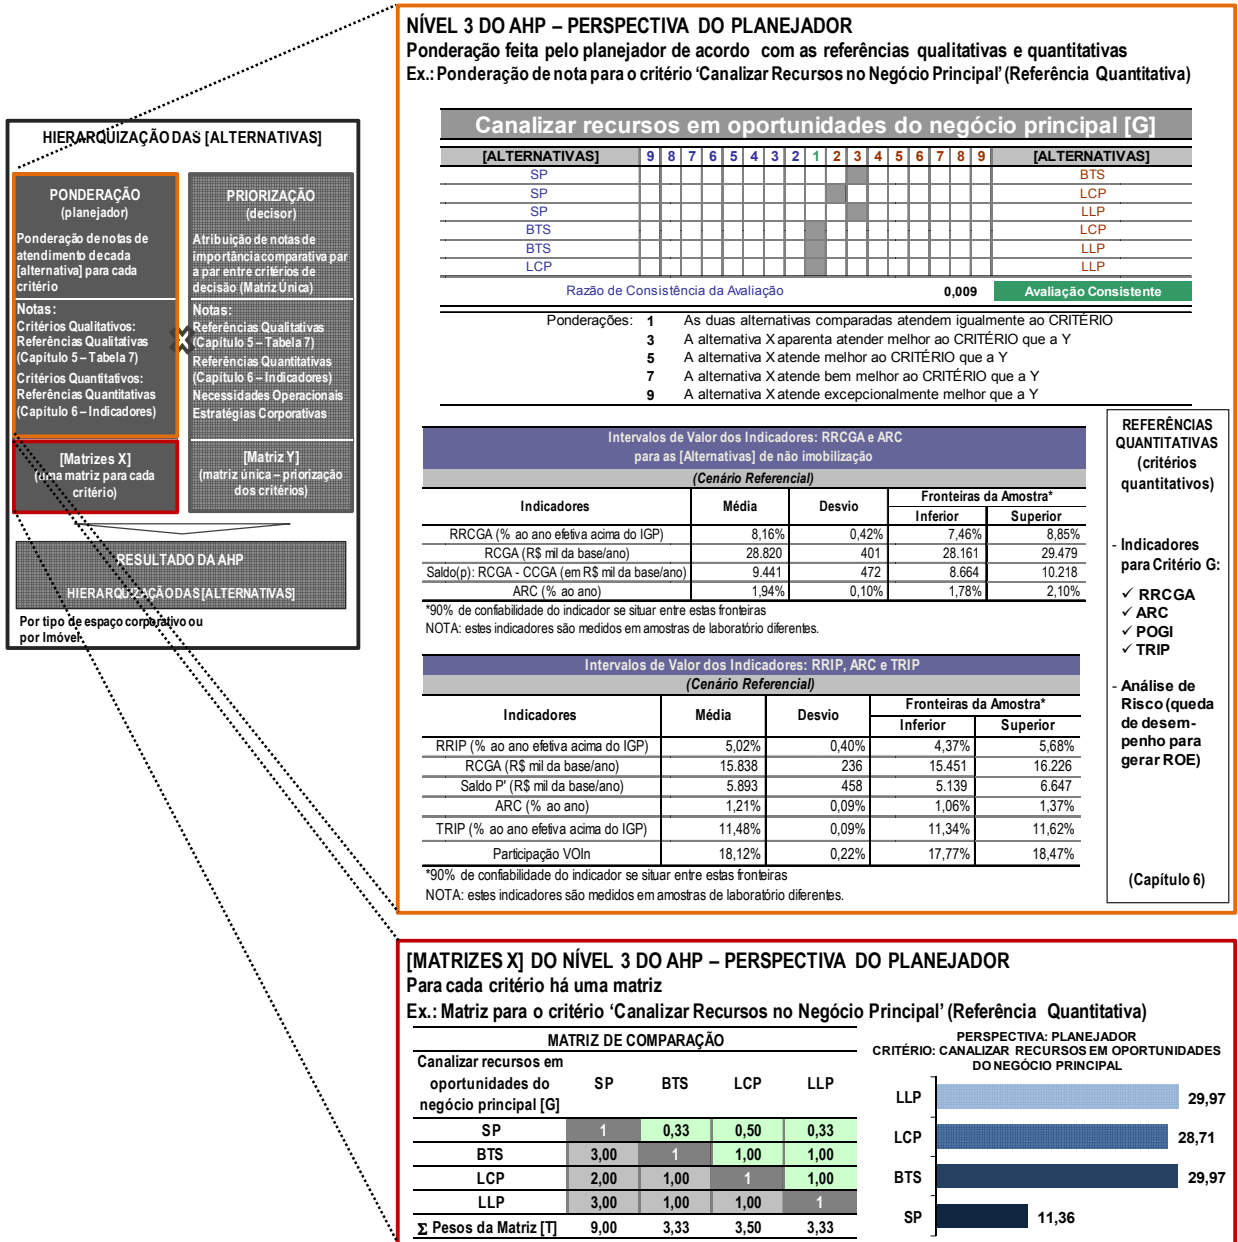 NÍVEL 3 DO AHP – PERSPECTIVA DO PLANEJADOR
Ponderação feita pelo planejador de acordo com as referências qualitativas e quantitativas
Ex.: Ponderação de nota para o critério ‘Canalizar Recursos no Negócio Principal’ (Referência Quantitativa)
HIERARQUIZAÇÃO DAS [ALTERNATIVAS]
PONDERAÇÃO
(planejador)
Ponderação de notas de
atendimento de cada
[alternativa] para cada
critério
Notas:
Critérios Qualitativos:
Referências Qualitativas
(Capítulo 5 – Tabela 7)
Critérios Quantitativos:
Referências Quantitativas
(Capítulo 6 – Indicadores)
[Matrizes X]
(uma matriz para cada
critério)
X
PRIORIZAÇÃO
(decisor)
Atribuição de notas de
importância comparativa par
a par entre critérios de
decisão (Matriz Única)
Notas:
Referências Qualitativas
(Capítulo 5 – Tabela 7)
Referências Quantitativas
(Capítulo 6 – Indicadores)
Necessidades Operacionais
Estratégias Corporativas
[Matriz Y]
(matriz única – priorização
dos critérios)
RESULTADO DA AHP
HIERARQUIZAÇÃO DAS [ALTERNATIVAS]
Por tipo de espaço corporativo ou
por Imóvel
Canalizar recursos em oportunidades do negócio principal [G]
[ALTERNATIVAS] 9 8 7 6 5 4 3 2 1 2 3 4 5 6 7 8 9 [ALTERNATIVAS]
SP BTS
SP LCP
SP LLP
BTS LCP
BTS LLP
LCP LLP
Razão de Consistência da Avaliação 0,009 Avaliação Consistente
Ponderações: 1 As duas alternativas comparadas atendem igualmente ao CRITÉRIO
3 A alternativa X aparenta atender melhor ao CRITÉRIO que a Y
5 A alternativa X atende melhor ao CRITÉRIO que a Y
7 A alternativa X atende bem melhor ao CRITÉRIO que a Y
9 A alternativa X atende excepcionalmente melhor que a Y
Intervalos de Valor dos Indicadores: RRCGA e ARC
para as [Alternativas] de não imobilização
(Cenário Referencial)
Indicadores Média Desvio Fronteiras da Amostra*
Inferior Superior
RRCGA (% ao ano efetiva acima do IGP) 8,16% 0,42% 7,46% 8,85%
RCGA (R$ mil da base/ano) 28.820 401 28.161 29.479
Saldo(p): RCGA - CCGA (em R$ mil da base/ano) 9.441 472 8.664 10.218
ARC (% ao ano) 1,94% 0,10% 1,78% 2,10%
*90% de confiabilidade do indicador se situar entre estas fronteiras
NOTA: estes indicadores são medidos em amostras de laboratório diferentes.
Intervalos de Valor dos Indicadores: RRIP, ARC e TRIP
(Cenário Referencial)
Indicadores Média Desvio Fronteiras da Amostra*
Inferior Superior
RRIP (% ao ano efetiva acima do IGP) 5,02% 0,40% 4,37% 5,68%
RCGA (R$ mil da base/ano) 15.838 236 15.451 16.226
Saldo P' (R$ mil da base/ano) 5.893 458 5.139 6.647
ARC (% ao ano) 1,21% 0,09% 1,06% 1,37%
TRIP (% ao ano efetiva acima do IGP) 11,48% 0,09% 11,34% 11,62%
Participação VOIn 18,12% 0,22% 17,77% 18,47%
*90% de confiabilidade do indicador se situar entre estas fronteiras
NOTA: estes indicadores são medidos em amostras de laboratório diferentes.
REFERÊNCIAS
QUANTITATIVAS
(critérios
quantitativos)
- Indicadores
para Critério G:
✓ RRCGA
✓ ARC
✓ POGI
✓ TRIP
- Análise de
Risco (queda
de desem-
penho para
gerar ROE)
(Capítulo 6)
[MATRIZES X] DO NÍVEL 3 DO AHP – PERSPECTIVA DO PLANEJADOR
Para cada critério há uma matriz
Ex.: Matriz para o critério ‘Canalizar Recursos no Negócio Principal’ (Referência Quantitativa)
MATRIZ DE COMPARAÇÃO
Canalizar recursos em
oportunidades do
negócio principal [G]
SP BTS LCP LLP
SP 1 0,33 0,50 0,33
BTS 3,00 1 1,00 1,00
LCP 2,00 1,00 1 1,00
LLP 3,00 1,00 1,00 1
Σ Pesos da Matriz [T] 9,00 3,33 3,50 3,33
PERSPECTIVA: PLANEJADOR
CRITÉRIO: CANALIZAR RECURSOS EM OPORTUNIDADES
DO NEGÓCIO PRINCIPAL
LLP 29,97
LCP 28,71
BTS 29,97
SP 11,36